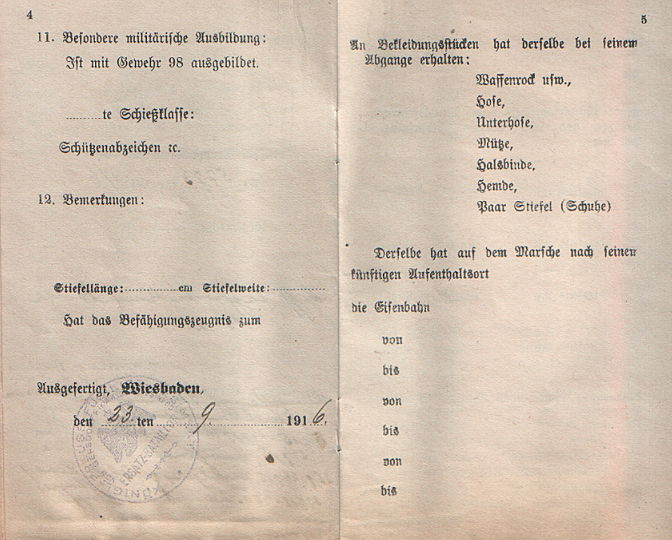 4
11. Besondere militärische Ausbildung:
Ist mit Gewehr 98 ausgebildet.
.........te Schießklasse:
Schützenabzeichen ꝛc.
12. Bemerkungen:
Stiefellänge:..............cm Stiefelweite:..............
Hat das Befähigungszeugnis zum
Ausgefertigt, Wiesbaden,
den 23 ten 9. 1916.
ERSATZ-BATAILLON
5
An Bekleidungsstücken hat derselbe bei seinem
Abgange erhalten:
Waffenrock usw.,
Hose,
Unterhose,
Mütze,
Halsbinde,
Hemde,
Paar Stiefel (Schuhe)
Derselbe hat auf dem Marsche nach seinem
künftigen Aufenthaltsort
die Eisenbahn
von
bis
von
bis
von
bis